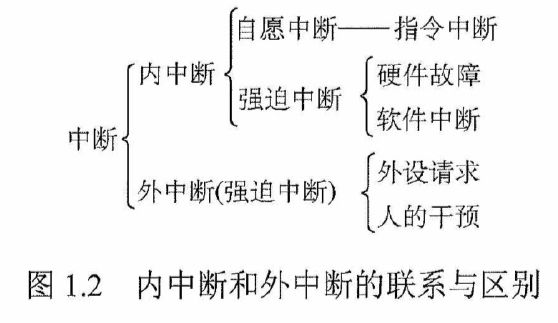 自愿中断——指令中断
内中断
硬件故障
强迫中断
软件中断
中断
外设请求
外中断(强迫中断)
人的干预
图 1.2 内中断和外中断的联系与区别